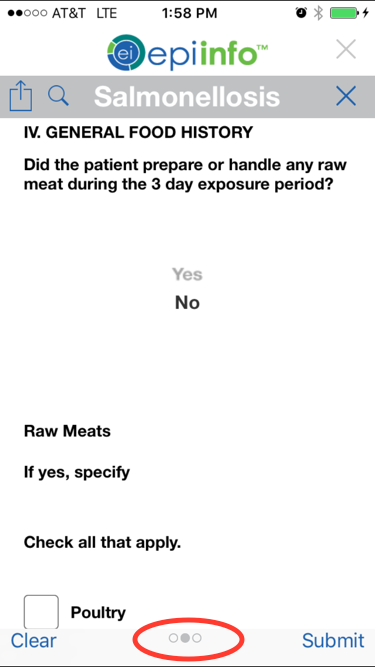 AT&T LTE 1:58 PM
ei epi info™
Salmonellosis
IV. GENERAL FOOD HISTORY
Did the patient prepare or handle any raw
meat during the 3 day exposure period?
Yes
No
Raw Meats
If yes, specify
Check all that apply.
Poultry
Clear Submit